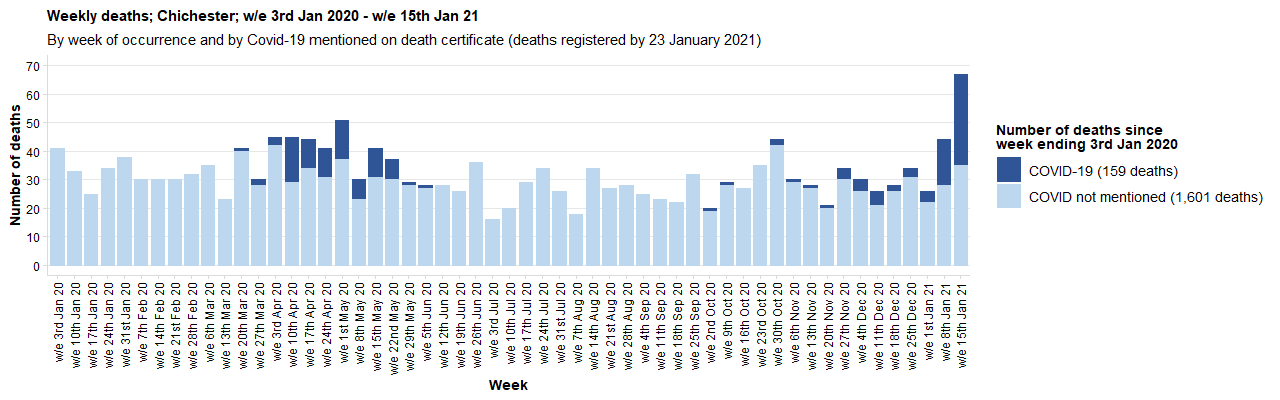 Weekly deaths; Chichester; w/e 3rd Jan 2020 - w/e 15th Jan 21
By week of occurrence and by Covid-19 mentioned on death certificate (deaths registered by 23 January 2021)
Number of deaths
70
60
50
40
30
20
10
0
w/e 3rd Jan 20
w/e 10th Jan 20
w/e 17th Jan 20
w/e 24th Jan 20
w/e 31st Jan 20
w/e 7th Feb 20
w/e 14th Feb 20
w/e 21st Feb 20
w/e 28th Feb 20
w/e 6th Mar 20
w/e 13th Mar 20
w/e 20th Mar 20
w/e 27th Mar 20
w/e 3rd Apr 20
w/e 10th Apr 20
w/e 17th Apr 20
w/e 24th Apr 20
w/e 1st May 20
w/e 8th May 20
w/e 15th May 20
w/e 22nd May 20
w/e 29th May 20
w/e 5th Jun 20
w/e 12th Jun 20
w/e 19th Jun 20
w/e 26th Jun 20
w/e 3rd Jul 20
w/e 10th Jul 20
w/e 17th Jul 20
w/e 24th Jul 20
w/e 31st Jul 20
w/e 7th Aug 20
w/e 14th Aug 20
w/e 21st Aug 20
w/e 28th Aug 20
w/e 4th Sep 20
w/e 11th Sep 20
w/e 18th Sep 20
w/e 25th Sep 20
w/e 2nd Oct 20
w/e 9th Oct 20
w/e 16th Oct 20
w/e 23rd Oct 20
w/e 30th Oct 20
w/e 6th Nov 20
w/e 13th Nov 20
w/e 20th Nov 20
w/e 27th Nov 20
w/e 4th Dec 20
w/e 11th Dec 20
w/e 18th Dec 20
w/e 25th Dec 20
w/e 1st Jan 21
w/e 8th Jan 21
w/e 15th Jan 21
Week
Number of deaths since
week ending 3rd Jan 2020
COVID-19 (159 deaths)
COVID not mentioned (1,601 deaths)